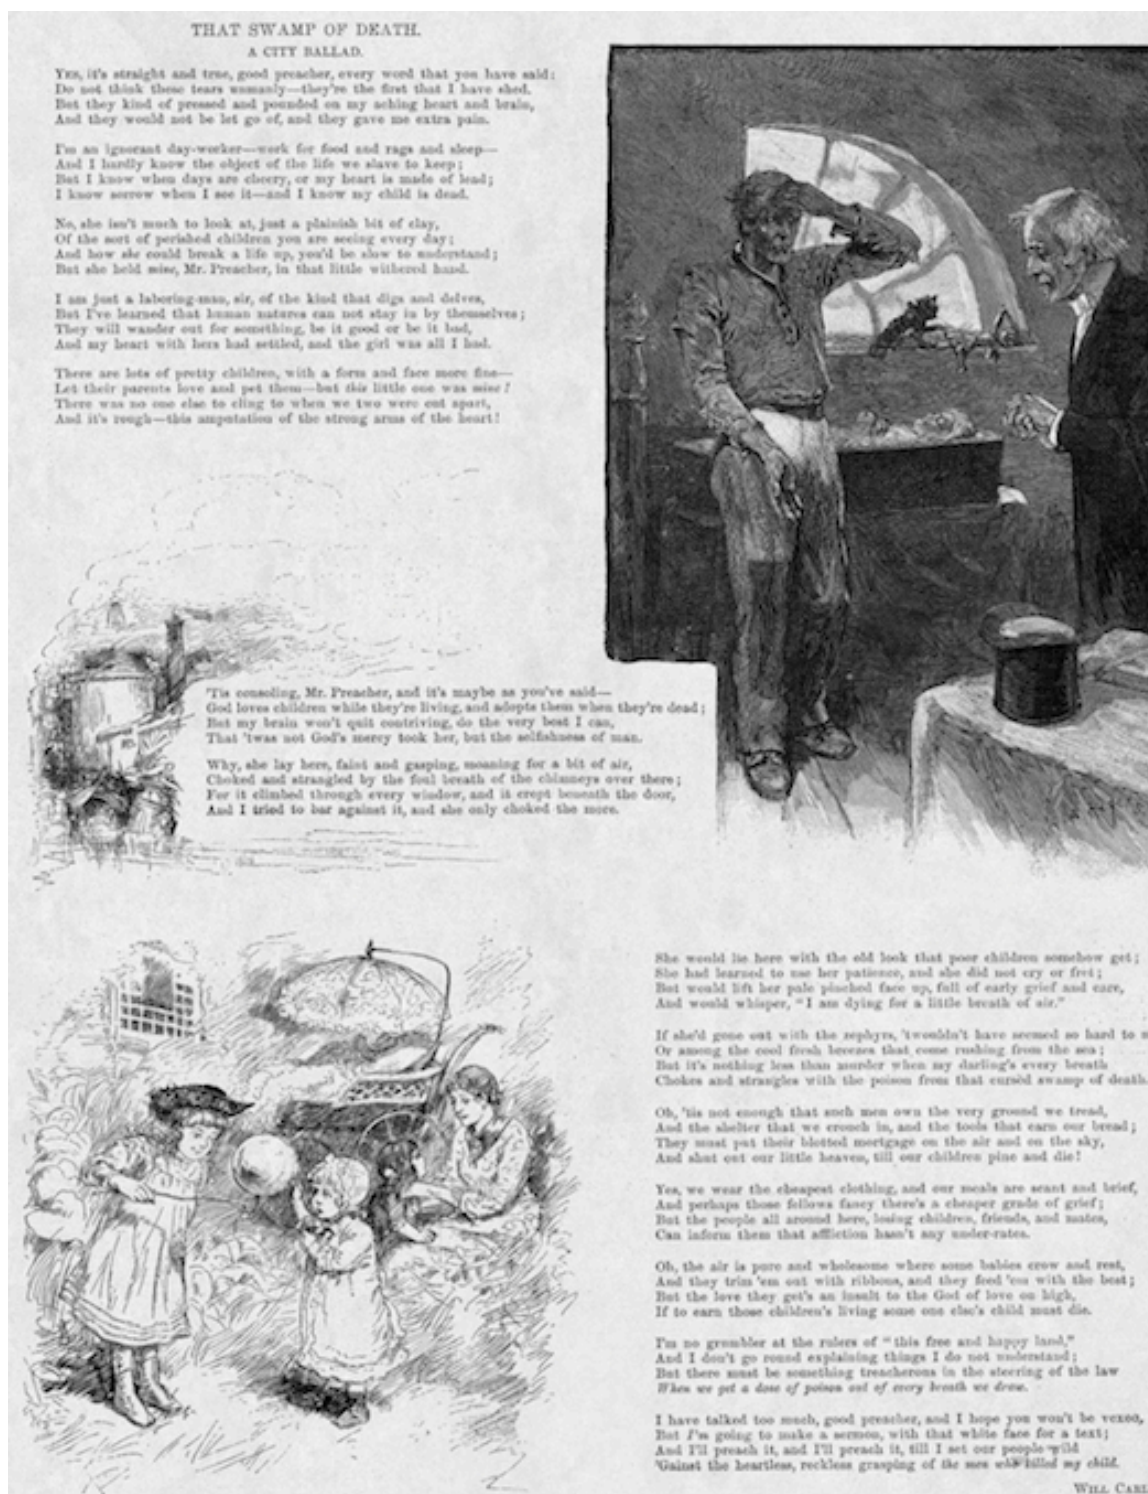 THAT SWAMP OF DEATH.
A CITY BALLAD.
YES, it's straight and true, good preacher, every word that you have said:
Do not think these tears unmanly—they're the first that I have shed.
But they kind of pressed and pounded on my aching heart and brain,
And they would not be let go of, and they gave me extra pain.
I'm an ignorant day-worker—work for food and rags and sleep—
And I hardly know the object of the life we slave to keep;
But I know when days are cheery, or my heart is made of lead;
I know sorrow when I see it—and I know my child is dead.
No, she isn't much to look at, just a plainish bit of clay,
Of the sort of perished children you are seeing every day;
And how she could break a life up, you'd be slow to understand;
But she held mine, Mr. Preacher, in that little withered hand.
I am just a laboring-man, sir, of the kind that digs and delves,
But I've learned that human natures can not stay in by themselves;
They will wander out for something, be it good or be it bad,
And my heart with hers had settled, and the girl was all I had.
There are lots of pretty children, with a form and face more fine—
Let their parents love and pet them—but this little one was mine!
There was no one else to cling to when we two were cut apart,
And it's rough—this amputation of the strong arms of the heart!
'Tis consoling, Mr. Preacher, and it's maybe as you've said—
God loves children while they're living, and adopts them when they're dead;
But my brain won't quit contriving, do the very best I can,
That 'twas not God's mercy took her, but the selfishness of man.
Why, she lay here, faint and gasping, moaning for a bit of air,
Choked and strangled by the foul breath of the chimneys over there;
For it climbed through every window, and it crept beneath the door,
And I tried to bar against it, and she only choked the more.
She would lie here with the old look that poor children somehow get;
She had learned to use her patience, and she did not cry or fret;
But would lift her pale pinched face up, full of early grief and care,
And would whisper, "I am dying for a little breath of air."
If she'd gone out with the zephyrs, 'twouldn't have seemed so hard to
Or among the cool fresh breezes that come rushing from the sea;
But it's nothing less than murder when my darling's every breath
Chokes and strangles with the poison from that cursèd swamp of death.
Oh, 'tis not enough that such men own the very ground we tread,
And the shelter that we crouch in, and the tools that earn our bread;
They must put their blotted mortgage on the air and on the sky,
And shut out our little heaven, till our children pine and die!
Yes, we wear the cheapest clothing, and our meals are scant and brief,
And perhaps those fellows fancy there's a cheaper grade of grief;
But the people all around here, losing children, friends, and mates,
Can inform them that affliction hasn't any under-rates.
Oh, the air is pure and wholesome where some babies crow and rest,
And they trim 'em out with ribbons, and they feed 'em with the best;
But the love they get's an insult to the God of love on high,
If to earn those children's living some one else's child must die.
I'm no grumbler at the rulers of "this free and happy land,"
And I don't go round explaining things I do not understand;
But there must be something treacherous in the steering of the law
When we get a dose of poison out of every breath we draw.
I have talked too much, good preacher, and I hope you won't be vexed,
But I'm going to make a sermon, with that white face for a text;
And I'll preach it, and I'll preach it, till I set our people wild
'Gainst the heartless, reckless grasping of the men who killed my child.
WILL